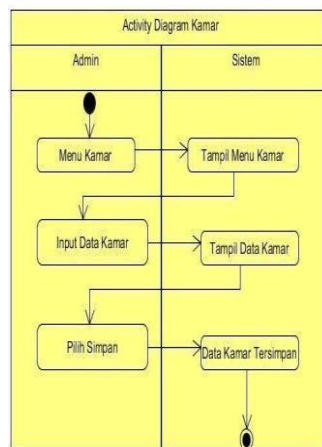 Activity Diagram Kamar
Admin
Sistem
Menu Kamar
Tampil Menu Kamar
Input Data Kamar
Tampil Data Kamar
Pilih Simpan
Data Kamar Tersimpan